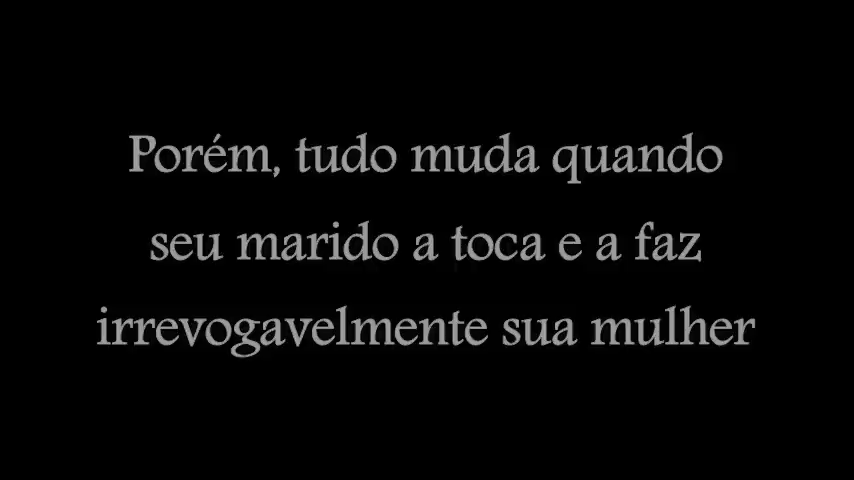 Porém, tudo muda quando
seu marido a toca e a faz
irrevogavelmente sua mulher